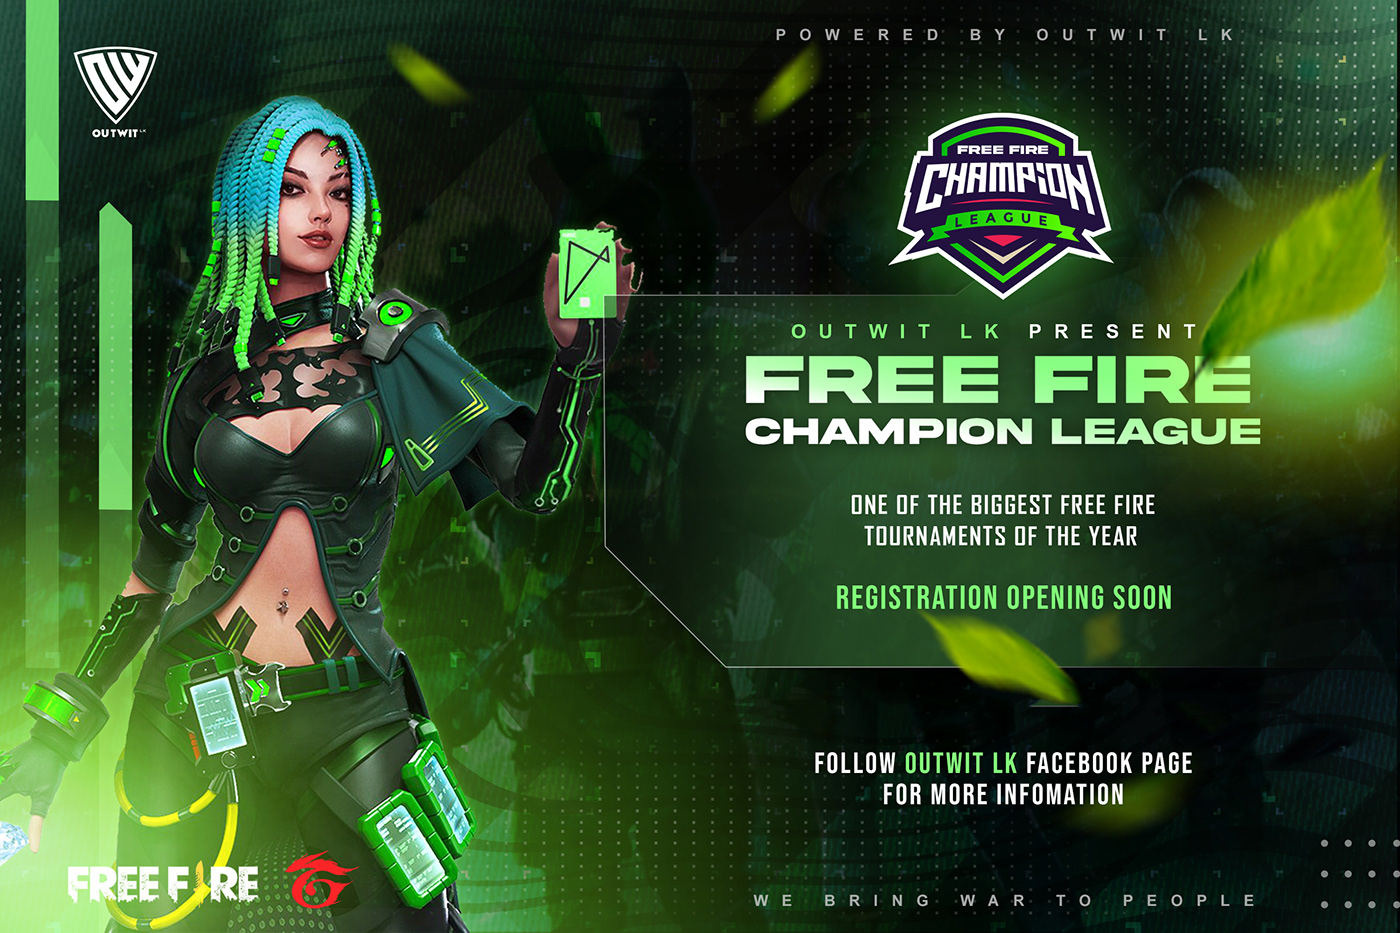 POWERED BY OUTWIT LK
OUTWIT LK
FREE FIRE
CHAMPION
LEAGUE
OUTWIT LK PRESENT
FREE FIRE
CHAMPION LEAGUE
ONE OF THE BIGGEST FREE FIRE
TOURNAMENTS OF THE YEAR
REGISTRATION OPENING SOON
FOLLOW OUTWIT LK FACEBOOK PAGE
FOR MORE INFOMATION
FREE FIRE
WE BRING WAR TO PEOPLE